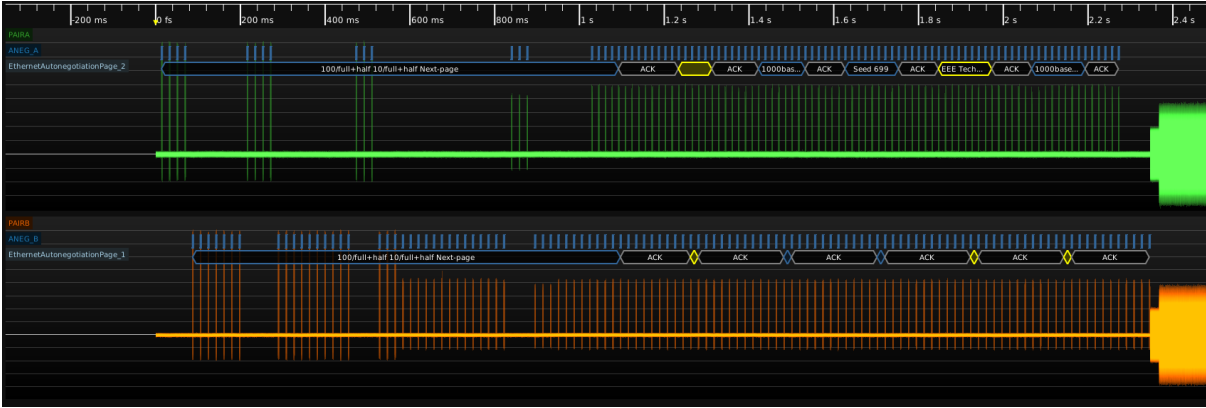 -200 ms 0 fs 200 ms 400 ms 600 ms 800 ms 1 s 1.2 s 1.4 s 1.6 s 1.8 s 2 s 2.2 s 2.4 s
PAIRA
ANEG_A
EthernetAutonegotiationPage_2 100/full+half 10/full+half Next-page ACK ACK 1000bas... ACK Seed 699 ACK EEE Tech... ACK 1000base... ACK
PAIRB
ANEG_B
EthernetAutonegotiationPage_1 100/full+half 10/full+half Next-page ACK ACK ACK ACK ACK ACK